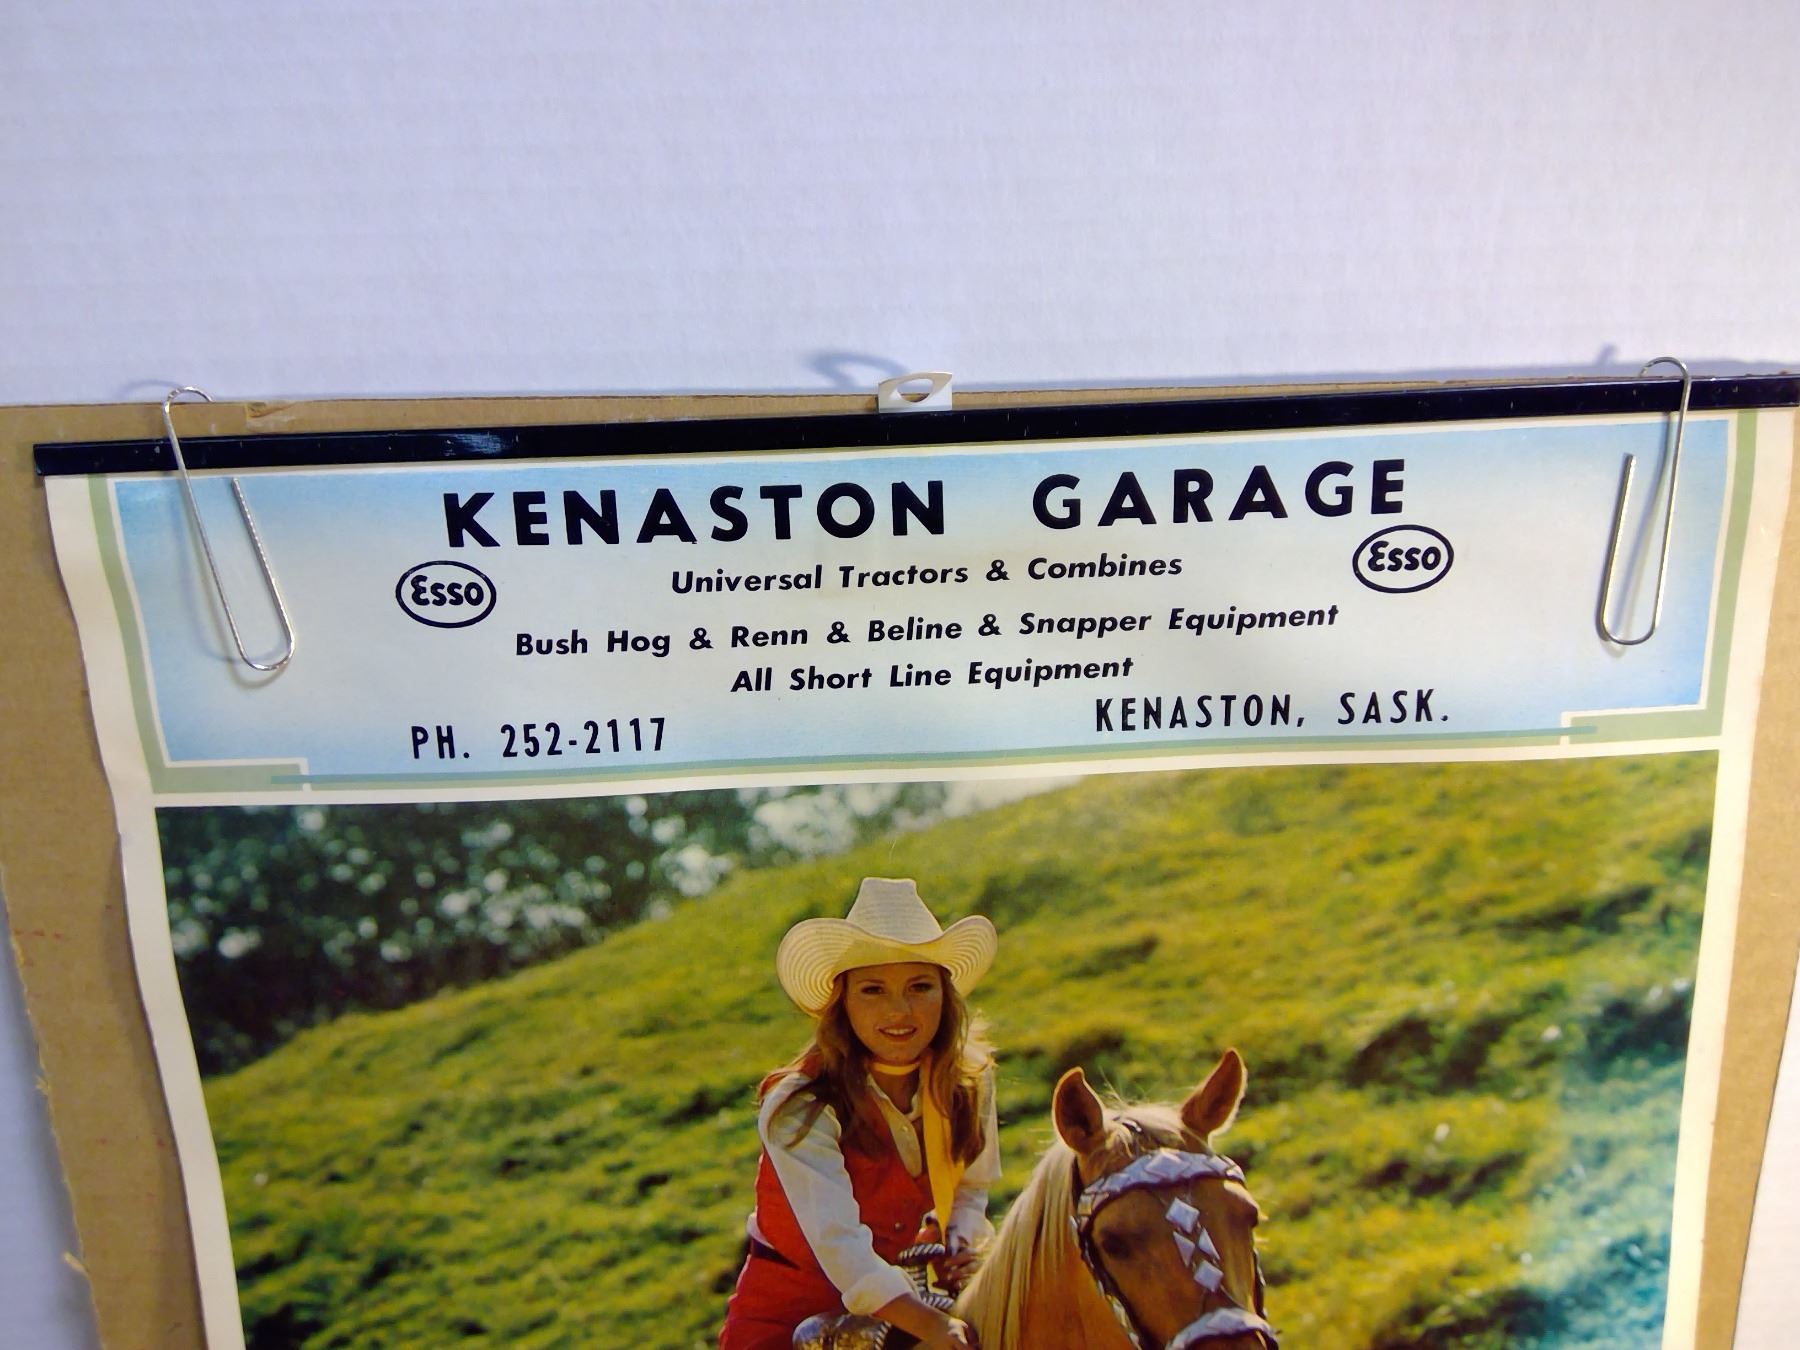 KENASTON GARAGE
Esso
Universal Tractors & Combines
Esso
Bush Hog & Renn & Beline & Snapper Equipment
All Short Line Equipment
PH. 252-2117
KENASTON, SASK.